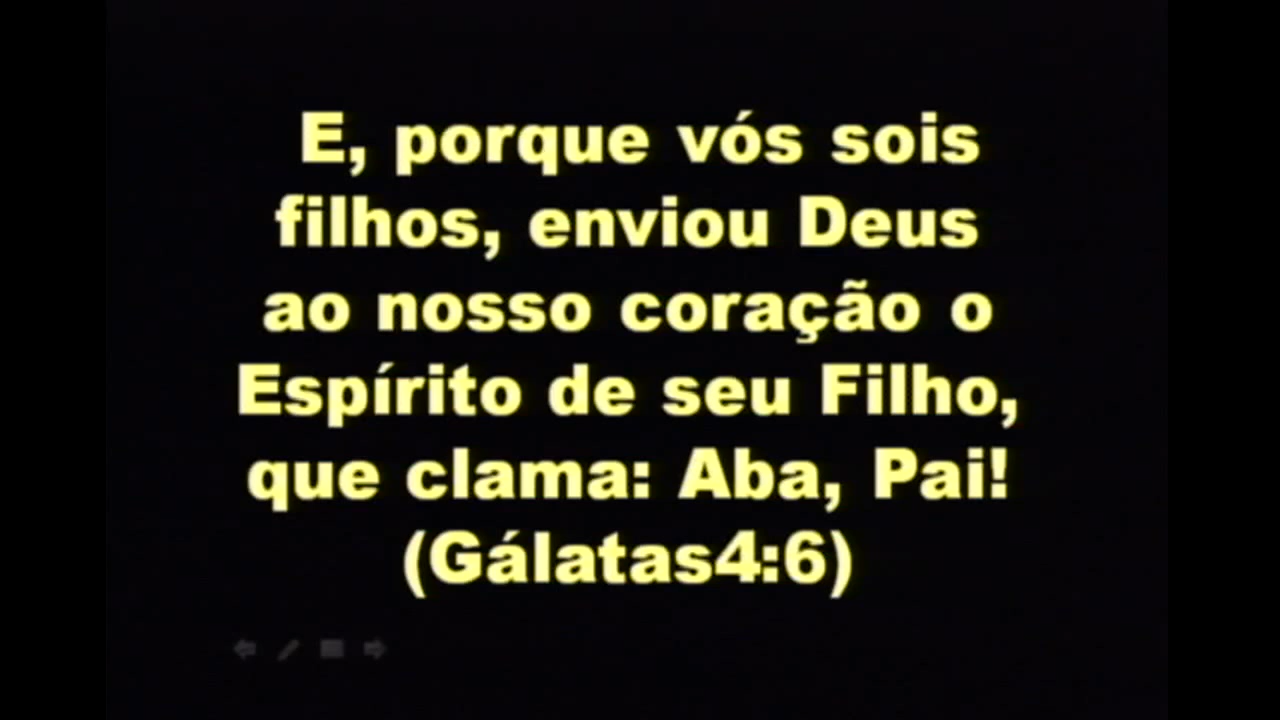 E, porque vós sois
filhos, enviou Deus
ao nosso coração o
Espírito de seu Filho,
que clama: Aba, Pai!
(Gálatas4:6)